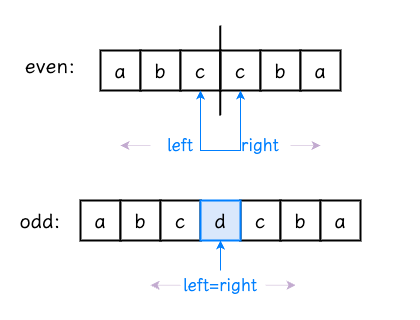 even: a b c c b a
left right
odd: a b c d c b a
left=right